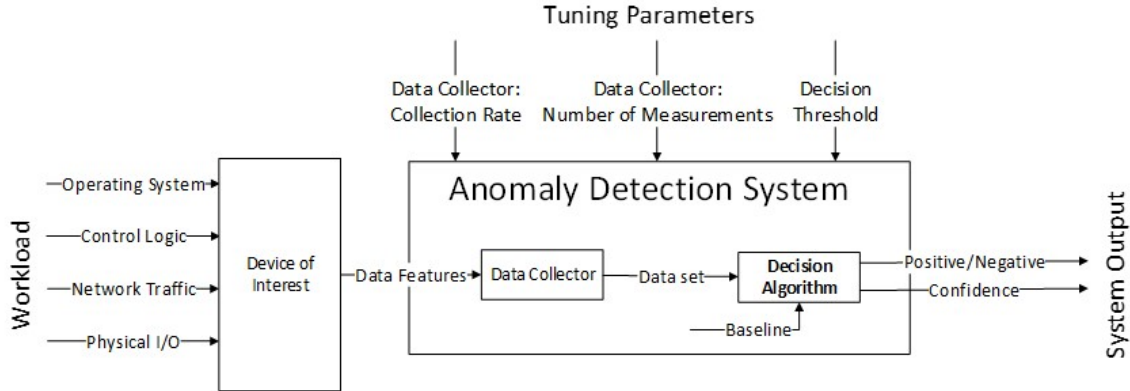 Tuning Parameters
Data Collector:
Collection Rate
Data Collector:
Number of Measurements
Decision
Threshold
Workload
Operating System
Control Logic
Network Traffic
Physical I/O
Device of
Interest
Data Features
Anomaly Detection System
Data Collector
Data set
Decision
Algorithm
Baseline
Positive/Negative
Confidence
System Output